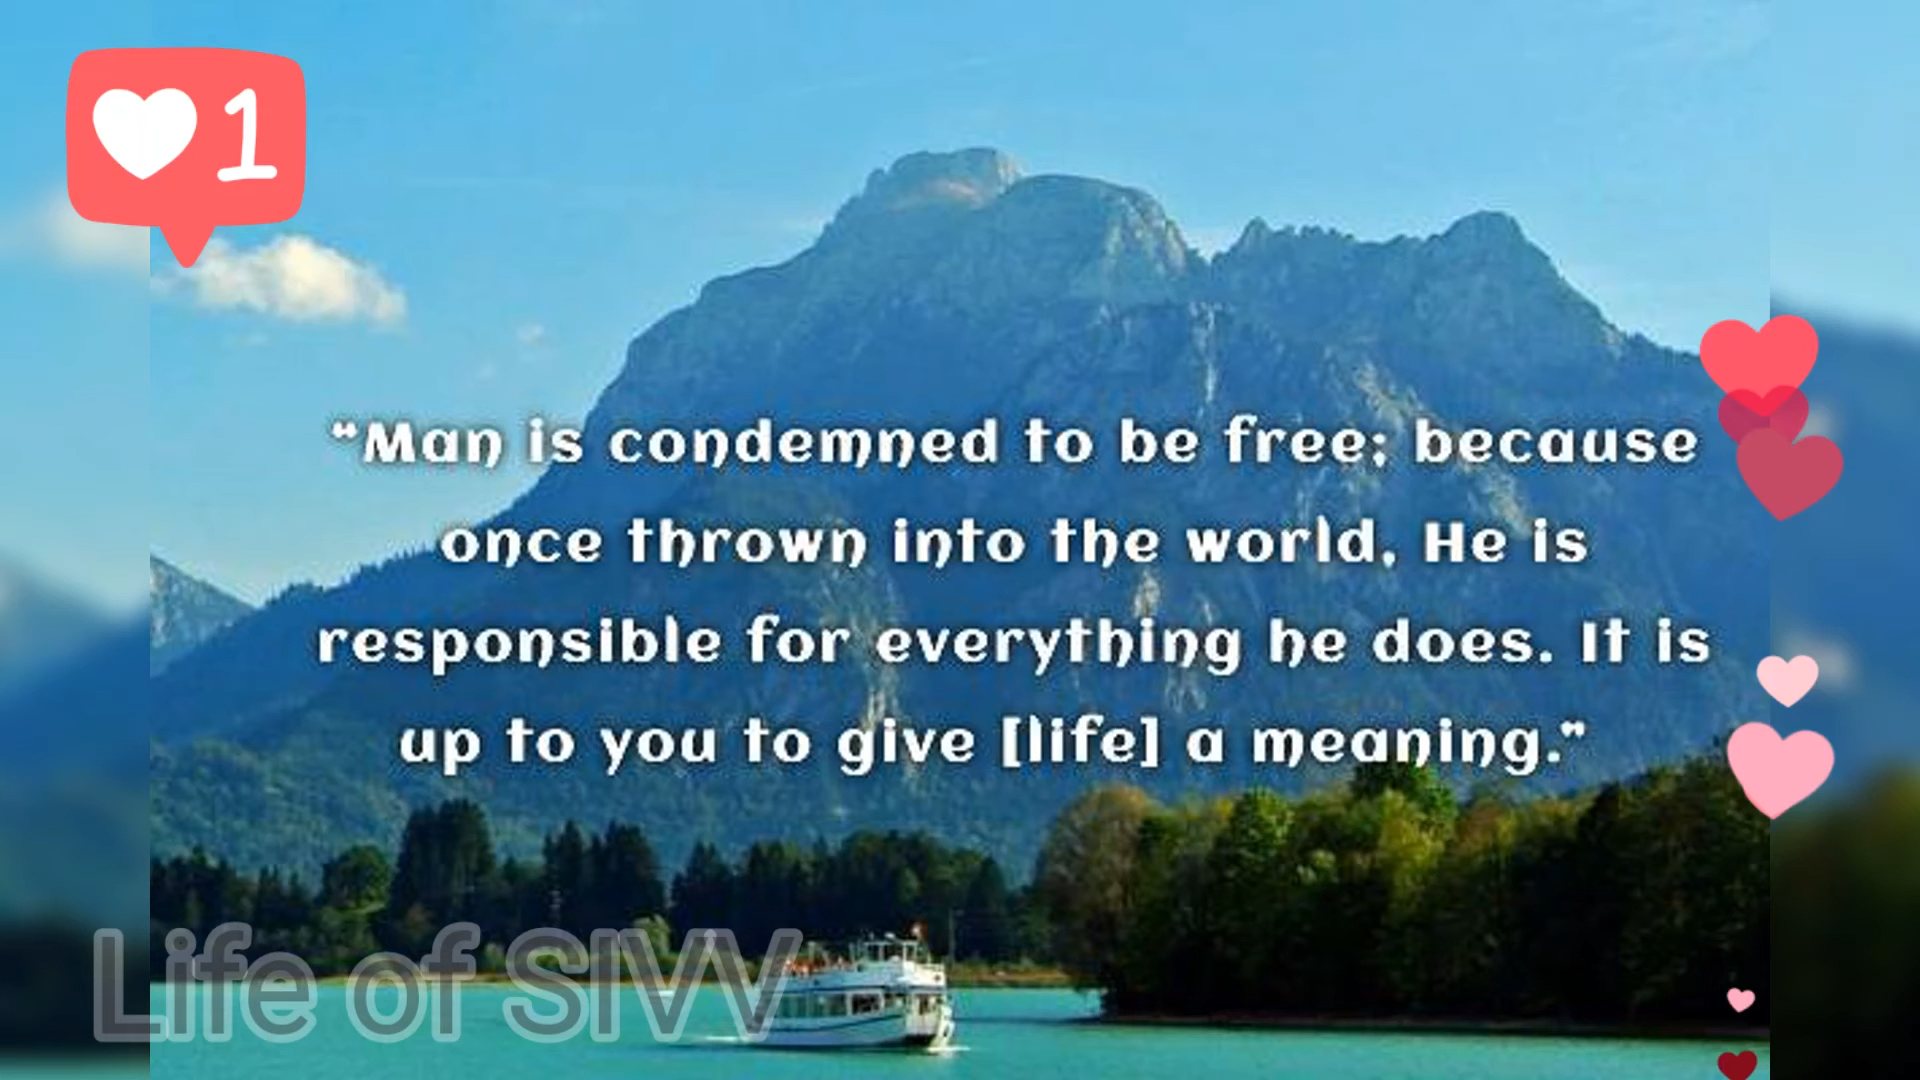 1
"Man is condemned to be free; because
once thrown into the world, He is
responsible for everything he does. It is
up to you to give [life] a meaning."
Life of SIVV